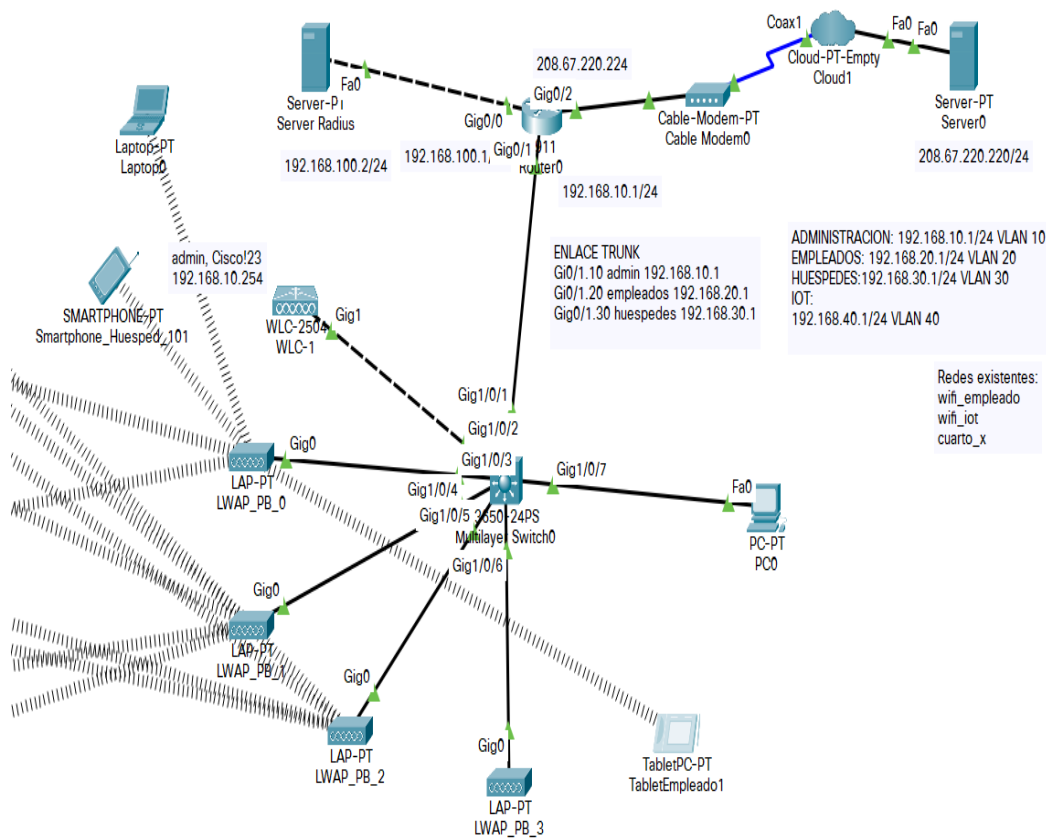 Coax1
Fa0
Fa0
Cloud-PT-Empty
Cloud1
208.67.220.224
Server-PT
Server Radius
Fa0
Gig0/2
Gig0/0
Cable-Modem-PT
Cable Modem0
Server-PT
Server0
Laptop-PT
Laptop0
Gig0/1
911
Router0
192.168.100.2/24
192.168.100.1/
208.67.220.220/24
192.168.10.1/24
admin, Cisco!23
192.168.10.254
ENLACE TRUNK
Gi0/1.10 admin 192.168.10.1
Gi0/1.20 empleados 192.168.20.1
Gig0/1.30 huespedes 192.168.30.1
ADMINISTRACION: 192.168.10.1/24 VLAN 10
EMPLEADOS: 192.168.20.1/24 VLAN 20
HUESPEDES:192.168.30.1/24 VLAN 30
IOT:
192.168.40.1/24 VLAN 40
SMARTPHONE-PT
Smartphone_Huesped_101
WLC-2504
WLC-1
Gig1
Redes existentes:
wifi_empleado
wifi_iot
cuarto_x
Gig1/0/1
Gig1/0/2
Gig0
Gig1/0/3
Gig1/0/7
LAP-PT
LWAP_PB_0
Gig1/0/4
Fa0
Gig1/0/5
3650-24PS
Multilayer Switch0
PC-PT
PC0
Gig1/0/6
Gig0
LAP-PT
LWAP_PB_1
Gig0
LAP-PT
LWAP_PB_2
Gig0
TabletPC-PT
TabletEmpleado1
LAP-PT
LWAP_PB_3